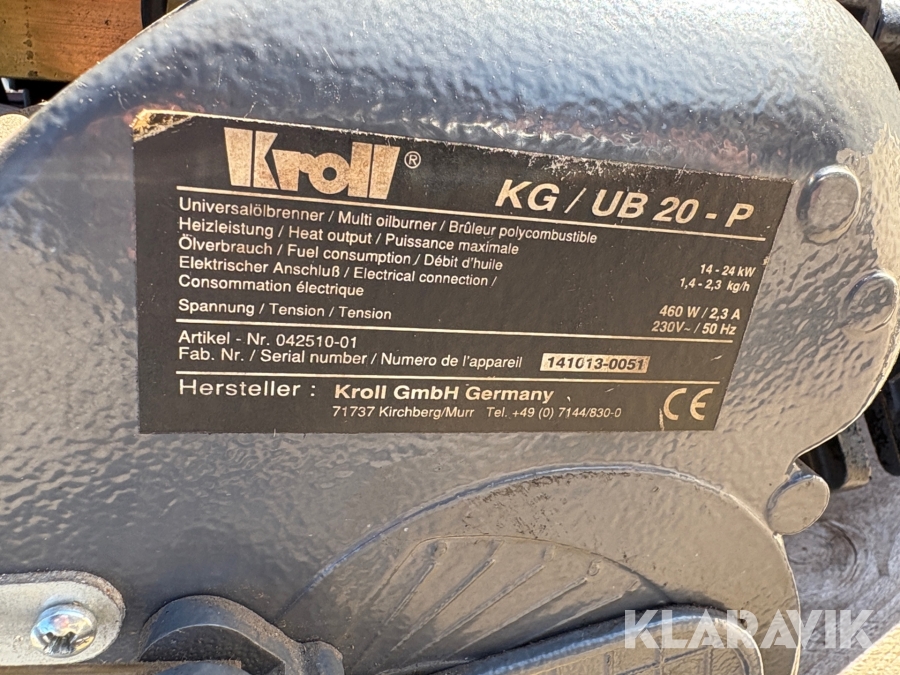 Kroll®
KG / UB 20 - P
Universalölbrenner / Multi oilburner / Brûleur polycombustible
Heizleistung / Heat output / Puissance maximale 14 - 24 kW
Ölverbrauch / Fuel consumption / Débit d'huile 1,4 - 2,3 kg/h
Elektrischer Anschluß / Electrical connection /
Consommation électrique 460 W / 2,3 A
Spannung / Tension / Tension 230V~ / 50 Hz
Artikel - Nr. 042510-01
Fab. Nr. / Serial number / Numero de l'appareil 141013-0051
Hersteller : Kroll GmbH Germany
71737 Kirchberg/Murr Tel. +49 (0) 7144/830-0
CE
KLARAVIK